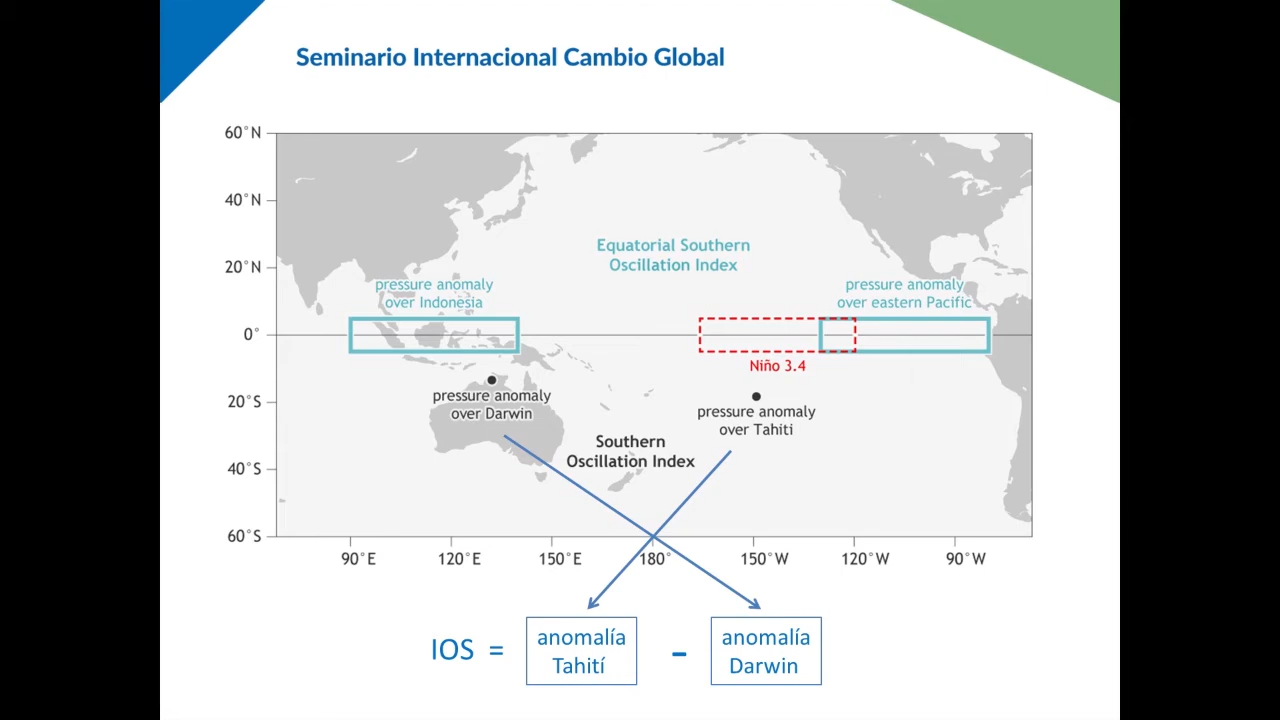 Seminario Internacional Cambio Global
60°N
40°N
20°N
0°
20°S
40°S
60°S
Equatorial Southern
Oscillation Index
pressure anomaly
over Indonesia
pressure anomaly
over eastern Pacific
Niño 3.4
pressure anomaly
over Darwin
pressure anomaly
over Tahiti
Southern
Oscillation Index
90°E
120°E
150°E
180°
150°W
120°W
90°W
IOS =
anomalía
Tahití
-
anomalía
Darwin